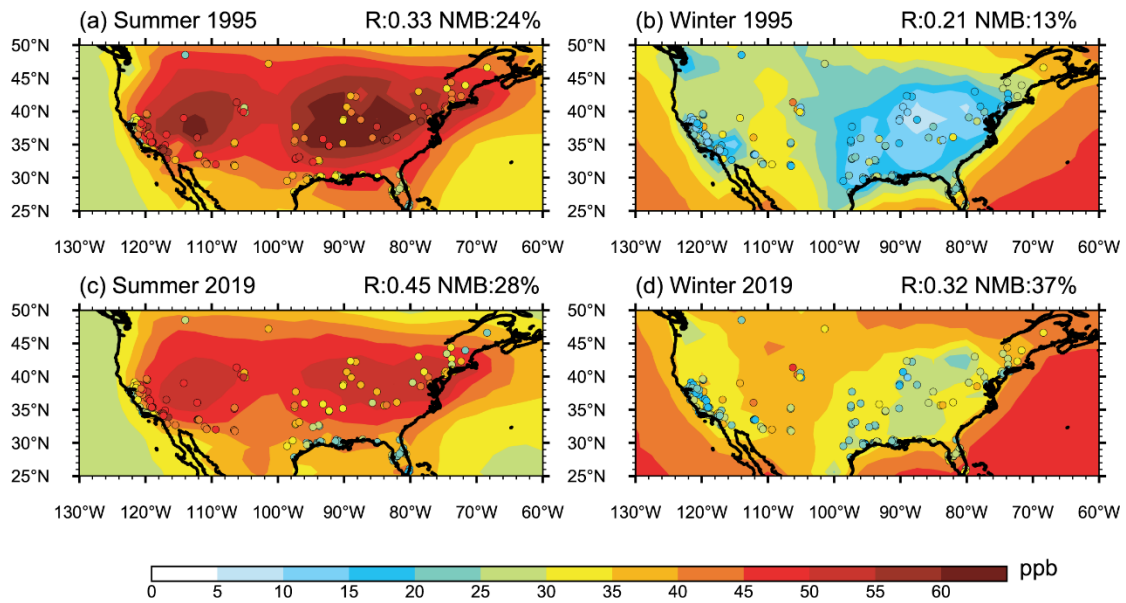 (a) Summer 1995 R:0.33 NMB:24%
(b) Winter 1995 R:0.21 NMB:13%
50°N 50°N
45°N 45°N
40°N 40°N
35°N 35°N
30°N 30°N
25°N 25°N
130°W 120°W 110°W 100°W 90°W 80°W 70°W 60°W
130°W 120°W 110°W 100°W 90°W 80°W 70°W 60°W
(c) Summer 2019 R:0.45 NMB:28%
(d) Winter 2019 R:0.32 NMB:37%
50°N 50°N
45°N 45°N
40°N 40°N
35°N 35°N
30°N 30°N
25°N 25°N
130°W 120°W 110°W 100°W 90°W 80°W 70°W 60°W
130°W 120°W 110°W 100°W 90°W 80°W 70°W 60°W
ppb
0 5 10 15 20 25 30 35 40 45 50 55 60